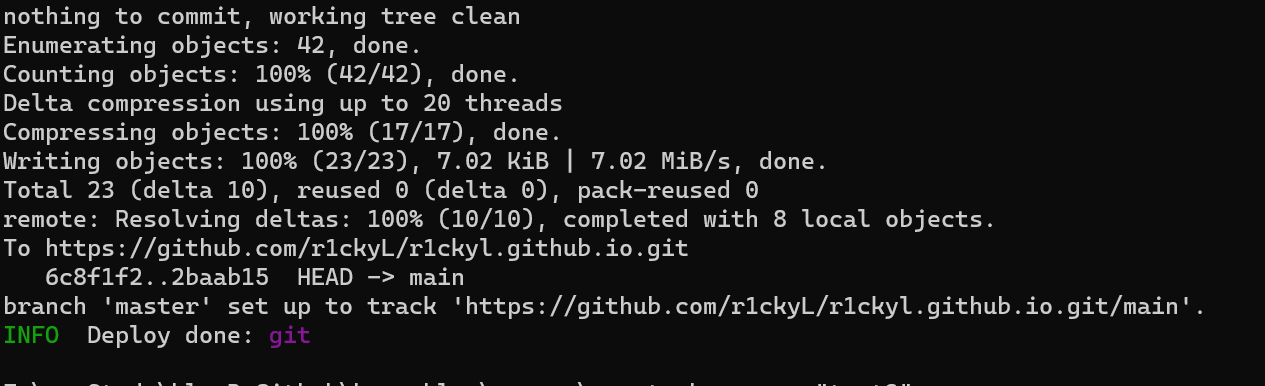 nothing to commit, working tree clean
Enumerating objects: 42, done.
Counting objects: 100% (42/42), done.
Delta compression using up to 20 threads
Compressing objects: 100% (17/17), done.
Writing objects: 100% (23/23), 7.02 KiB | 7.02 MiB/s, done.
Total 23 (delta 10), reused 0 (delta 0), pack-reused 0
remote: Resolving deltas: 100% (10/10), completed with 8 local objects.
To https://github.com/r1ckyL/r1ckyl.github.io.git
   6c8f1f2..2baab15  HEAD -> main
branch 'master' set up to track 'https://github.com/r1ckyL/r1ckyl.github.io.git/main'.
INFO  Deploy done: git